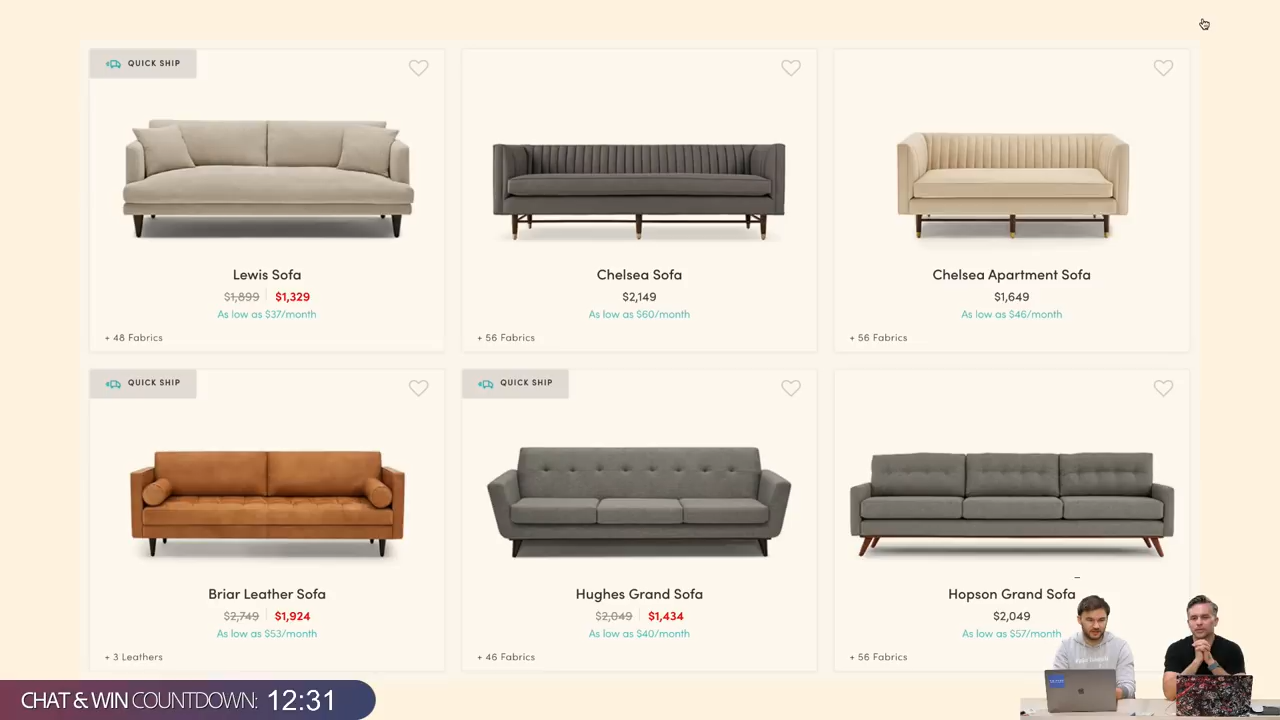 QUICK SHIP
Lewis Sofa
$1,899 $1,329
As low as $37/month
+ 48 Fabrics
Chelsea Sofa
$2,149
As low as $60/month
+ 56 Fabrics
Chelsea Apartment Sofa
$1,649
As low as $46/month
+ 56 Fabrics
QUICK SHIP
Briar Leather Sofa
$2,749 $1,924
As low as $53/month
+ 3 Leathers
QUICK SHIP
Hughes Grand Sofa
$2,049 $1,434
As low as $40/month
+ 46 Fabrics
Hopson Grand Sofa
$2,049
As low as $57/month
+ 56 Fabrics
CHAT & WIN COUNTDOWN: 12:31